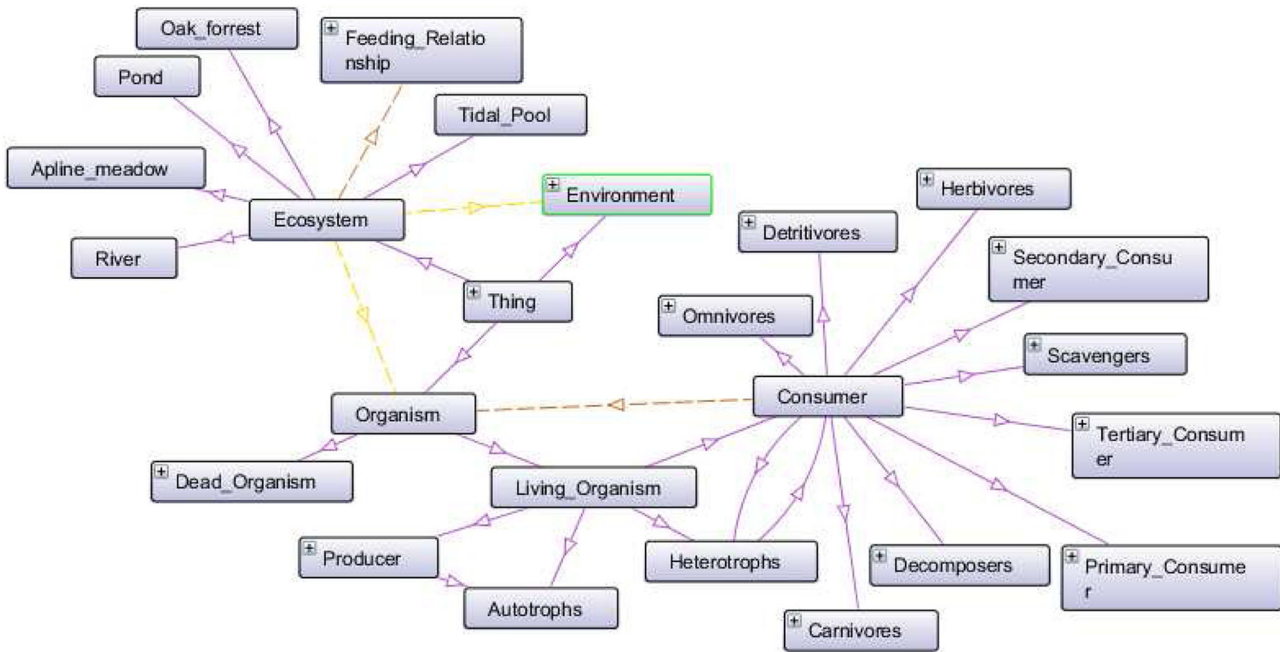 Oak_forrest
Feeding_Relatio
nship
Pond
Tidal_Pool
Apline_meadow
Environment
Herbivores
Ecosystem
Detritivores
River
Secondary_Consu
mer
Thing
Omnivores
Scavengers
Consumer
Organism
Tertiary_Consum
er
Dead_Organism
Living_Organism
Producer
Heterotrophs
Decomposers
Primary_Consume
r
Autotrophs
Carnivores